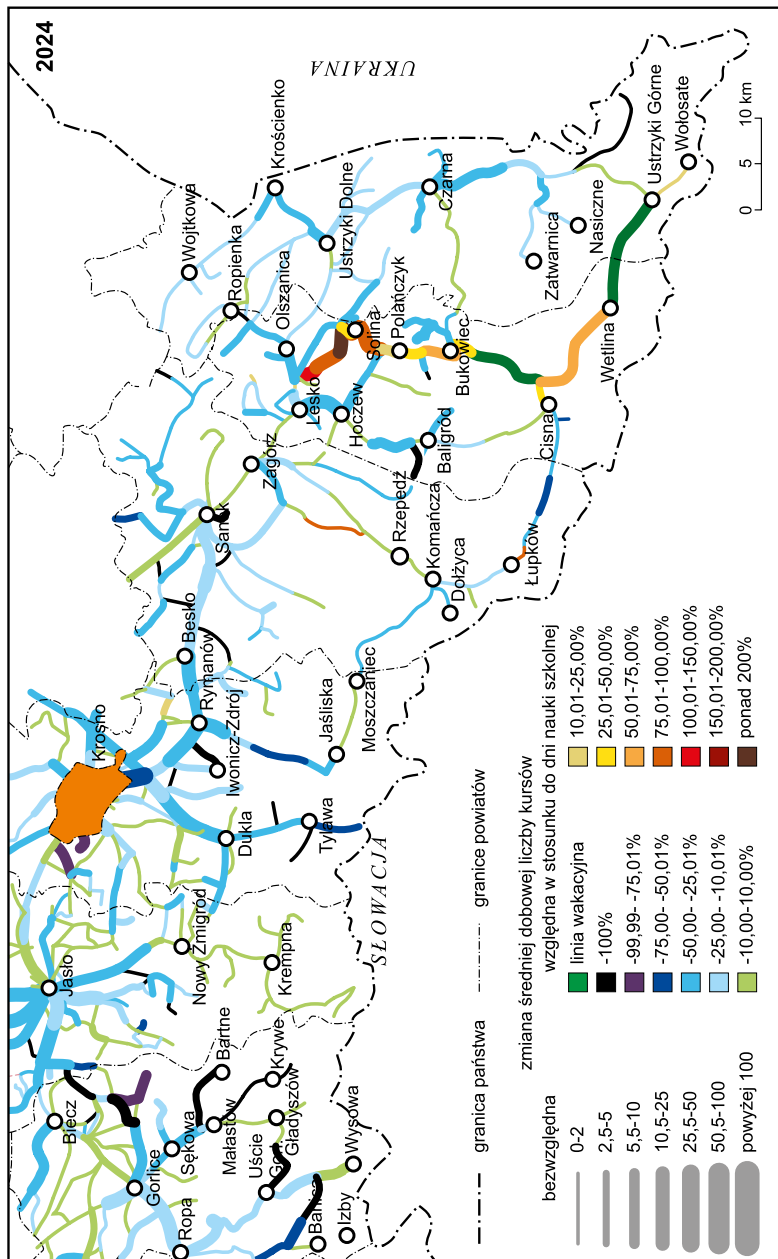 2024
UKRAINA
SŁOWACJA
Krościenko
Wojtkowa
Ustrzyki Dolne
Ropienka
Olszanica
Czarna
Solina
Polańczyk
Lesko
Hoczew
Bukowiec
Zatwarnica
Nasiczne
Ustrzyki Górne
Wołosate
Wetlina
Cisna
Baligród
Zagórz
Sanok
Rzepedź
Komańcza
Dołżyca
Łupków
Besko
Rymanów
Iwonicz-Zdrój
Krosno
Jaśliska
Moszczaniec
Dukla
Tylawa
Jasło
Nowy Żmigród
Krempna
Biecz
Bartne
Krywe
Gorlice
Sękowa
Małastów
Gładyszów
Uście
Gorl.
Ropa
Wysowa
Banica
Izby
0 5 10 km
granica państwa
granice powiatów
zmiana średniej dobowej liczby kursów
bezwzględna
względna w stosunku do dni nauki szkolnej
0-2
2,5-5
5,5-10
10,5-25
25,5-50
50,5-100
powyżej 100
linia wakacyjna
-100%
-99,99- -75,01%
-75,00- -50,01%
-50,00- -25,01%
-25,00- -10,01%
-10,00-10,00%
10,01-25,00%
25,01-50,00%
50,01-75,00%
75,01-100,00%
100,01-150,00%
150,01-200,00%
ponad 200%